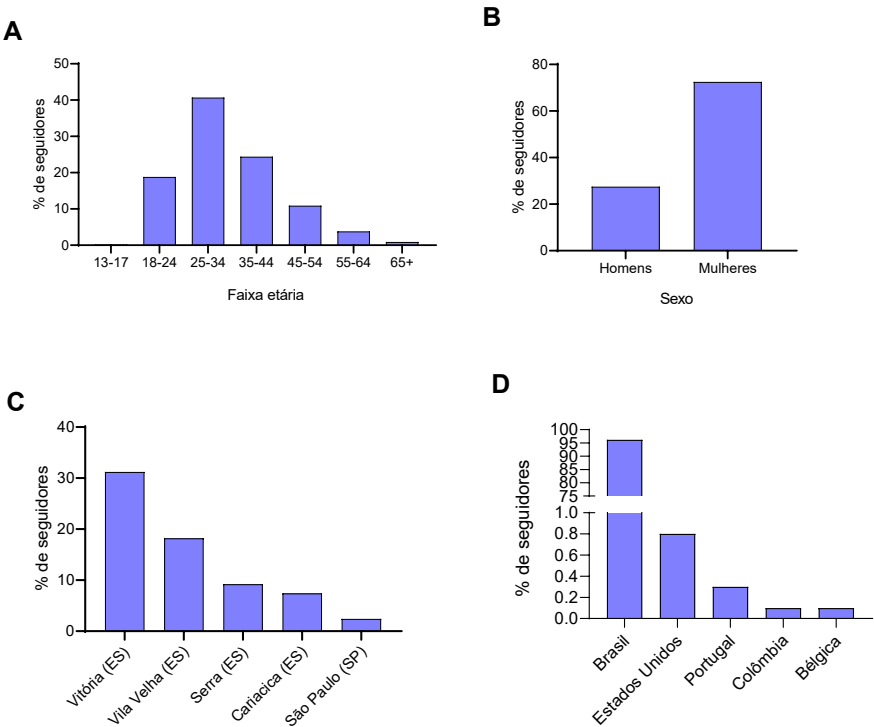 A
50
40
30
20
10
0
% de seguidores
13-17 18-24 25-34 35-44 45-54 55-64 65+
Faixa etária
B
80
60
40
20
0
% de seguidores
Homens Mulheres
Sexo
C
40
30
20
10
0
% de seguidores
Vitória (ES)
Vila Velha (ES)
Serra (ES)
Cariacica (ES)
São Paulo (SP)
D
100
95
90
85
80
75
1.0
0.8
0.6
0.4
0.2
0.0
% de seguidores
Brasil
Estados Unidos
Portugal
Colômbia
Bélgica